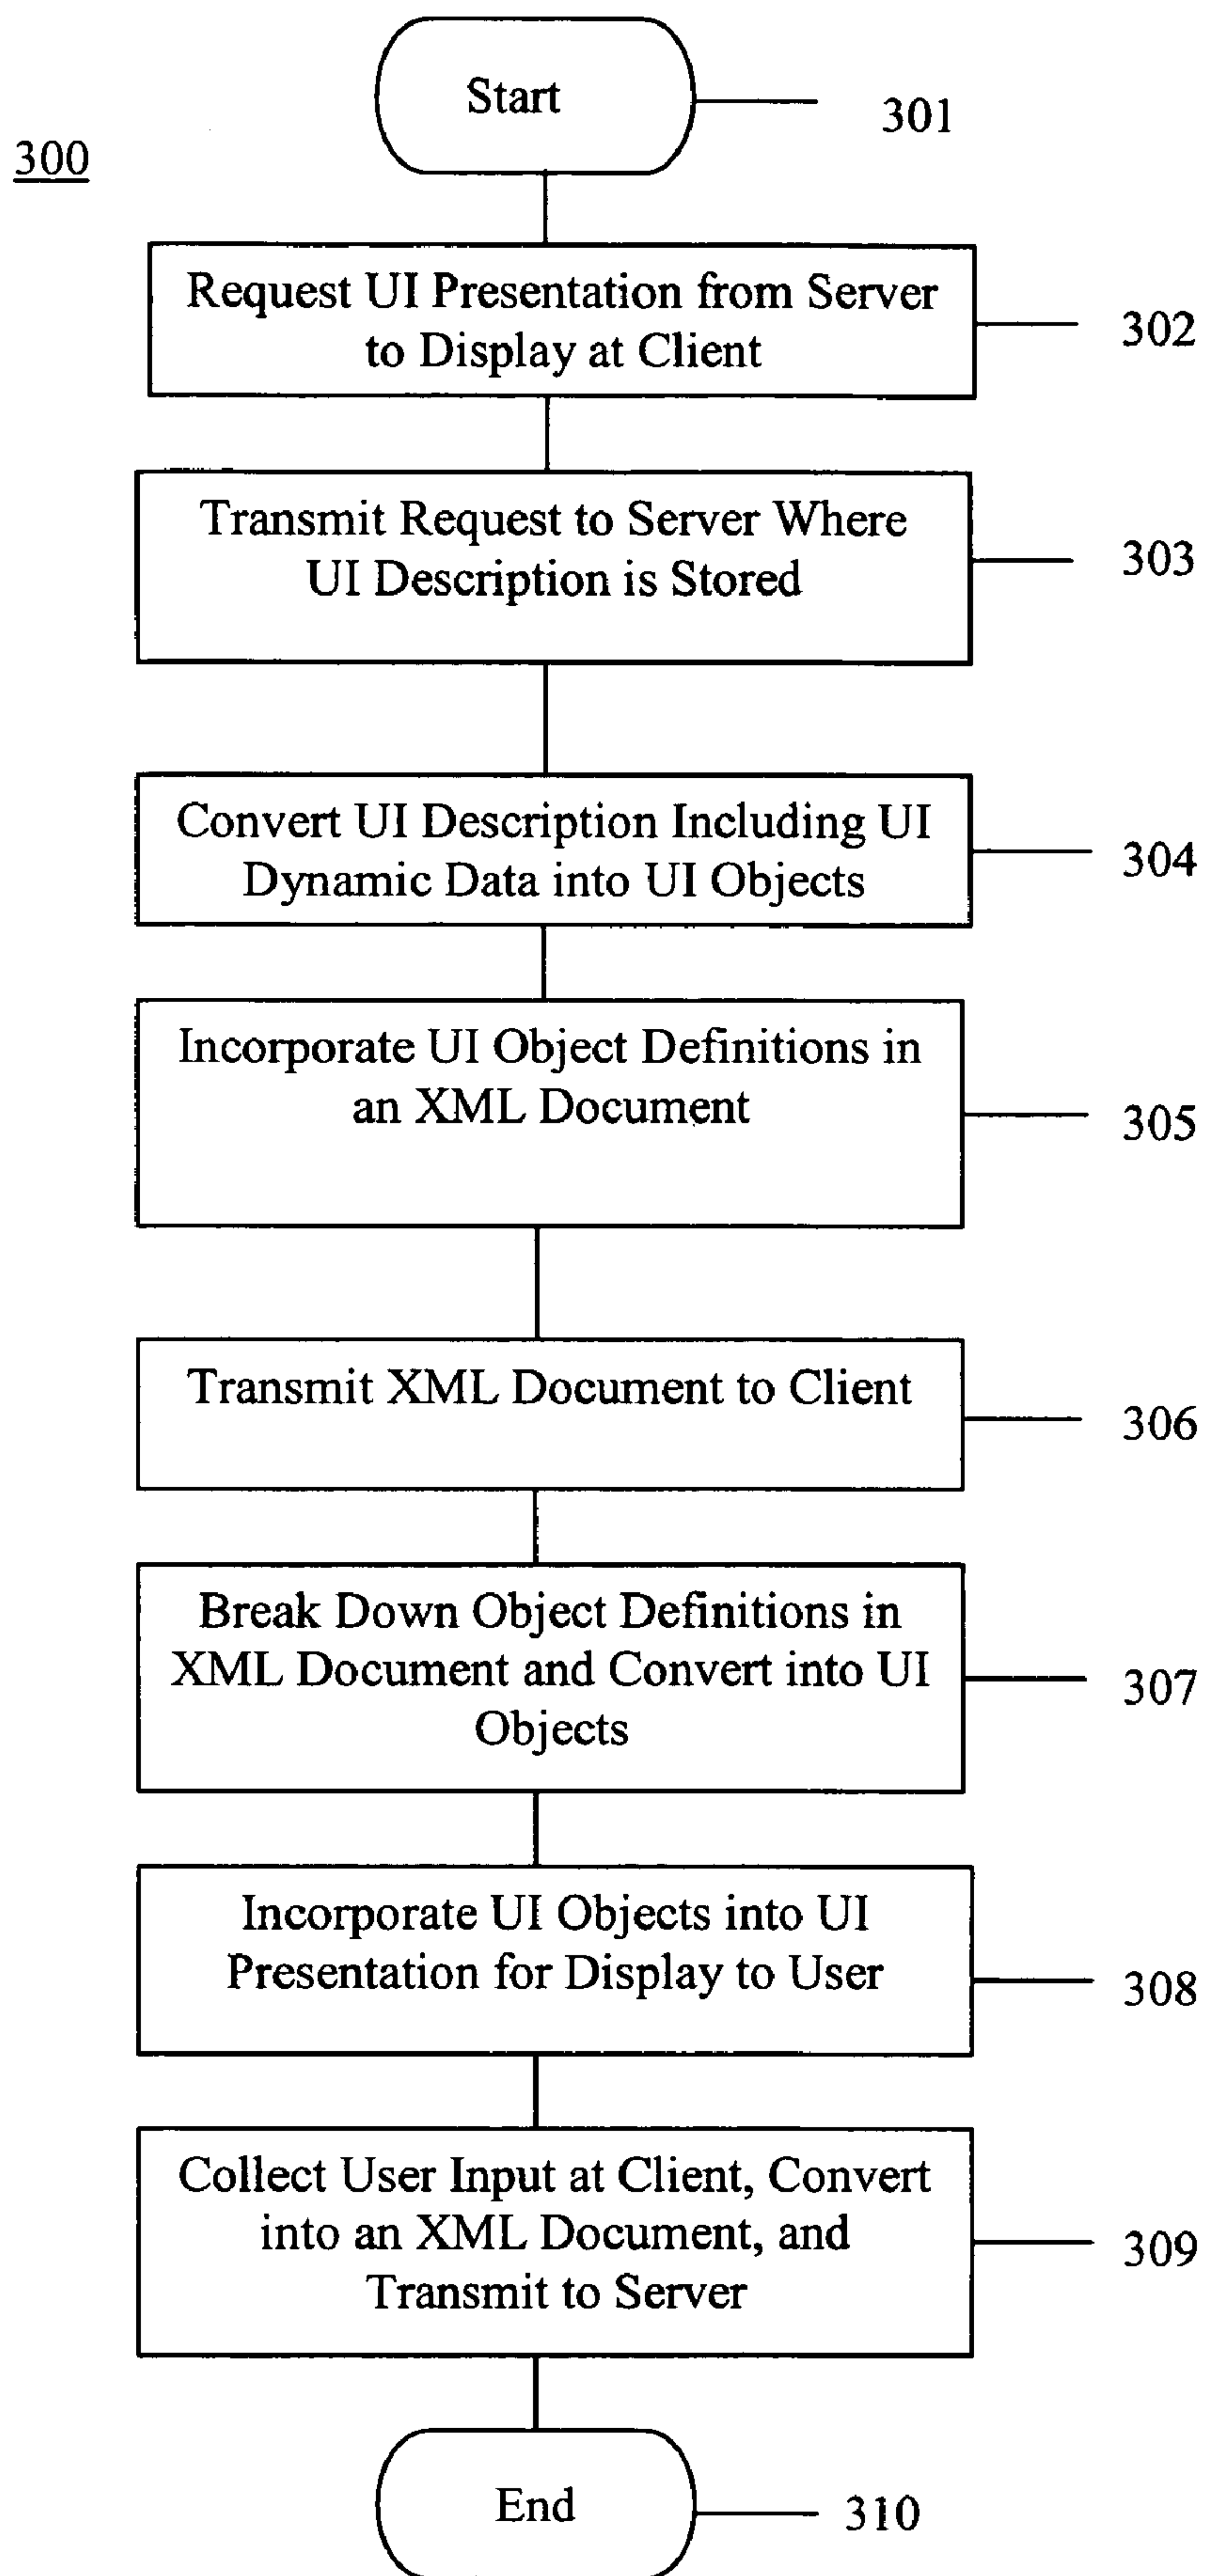 Start
301
300
Request UI Presentation from Server
to Display at Client
302
Transmit Request to Server Where
UI Description is Stored
303
Convert UI Description Including UI
Dynamic Data into UI Objects
304
Incorporate UI Object Definitions in
an XML Document
305
Transmit XML Document to Client
306
Break Down Object Definitions in
XML Document and Convert into UI
Objects
307
Incorporate UI Objects into UI
Presentation for Display to User
308
Collect User Input at Client, Convert
into an XML Document, and
Transmit to Server
309
End
310